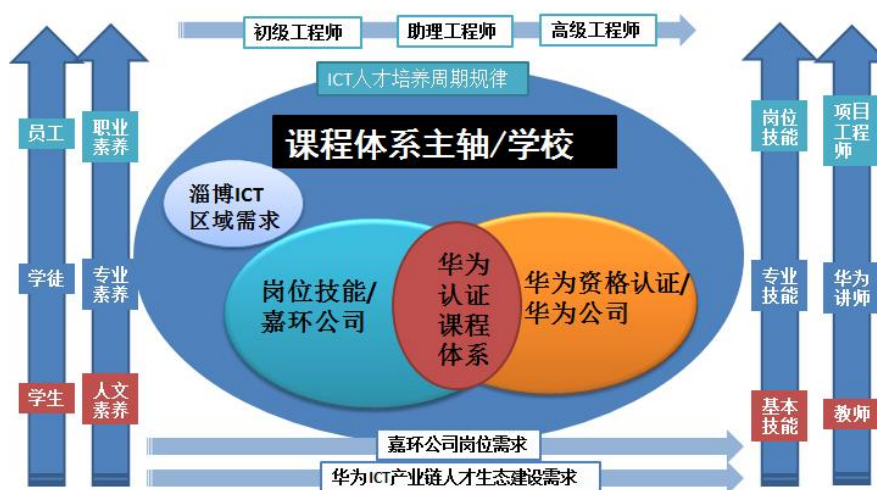 初级工程师
助理工程师
高级工程师
ICT人才培养周期规律
课程体系主轴/学校
淄博ICT
区域需求
岗位技能/
嘉环公司
华为
认证
课程
体系
华为资格认证/
华为公司
员工
学徒
学生
职业
素养
专业
素养
人文
素养
岗位
技能
专业
技能
基本
技能
项目
工程
师
华为
讲师
教师
嘉环公司岗位需求
华为ICT产业链人才生态建设需求